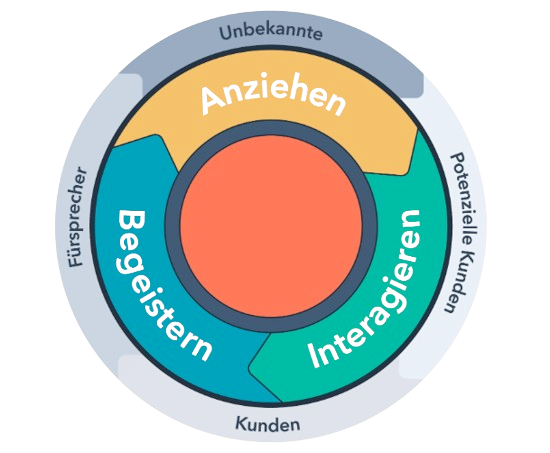 Unbekannte
Anziehen
Potenzielle Kunden
Interagieren
Kunden
Begeistern
Fürsprecher